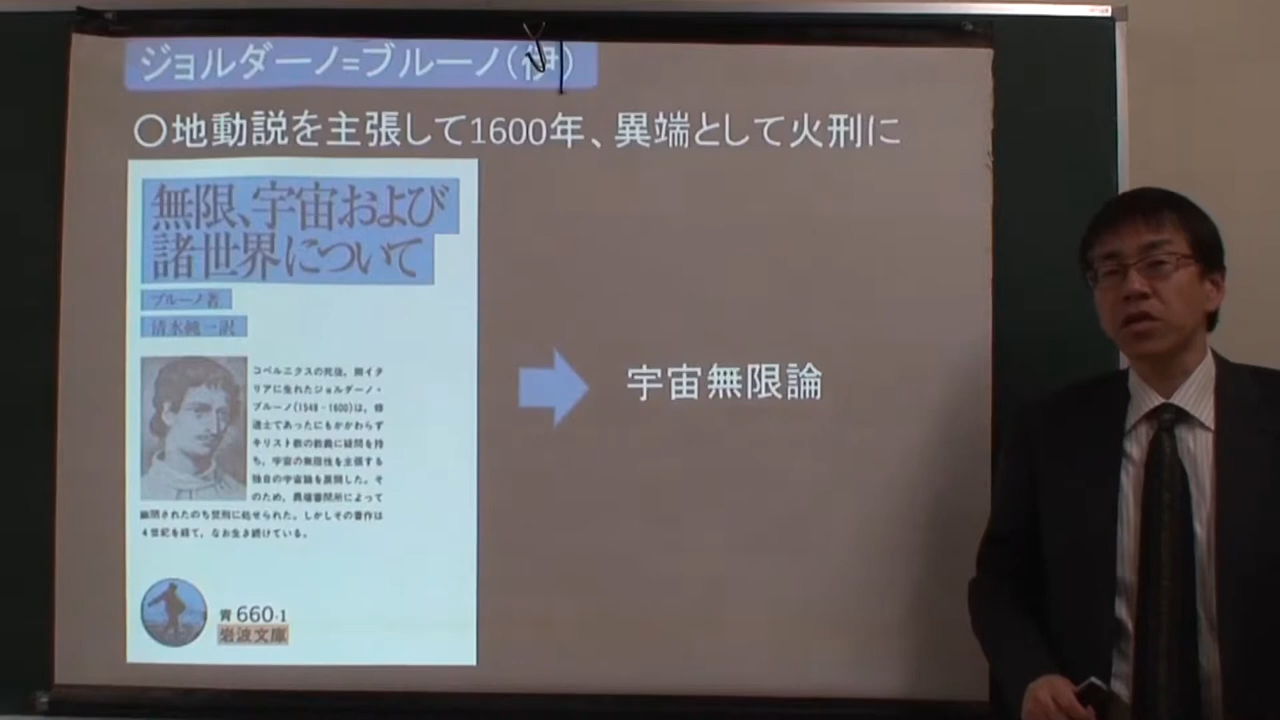 ジョルダーノ=ブルーノ(伊)
〇地動説を主張して1600年、異端として火刑に
無限、宇宙および
諸世界について
ブルーノ著
清水純一訳
コペルニクスの死後,南イタ
リアに生れたジョルダーノ・
ブルーノ(1548-1600)は,修
道士であったにもかかわらず
キリスト教の教義に疑問を持
ち,宇宙の無限性を主張する
独自の宇宙論を展開した.そ
のため,異端審問所によって
幽閉されたのち焚刑に処せられた.しかしその著作は
4世紀を経て,なお生き続けている.
青660-1
岩波文庫
宇宙無限論